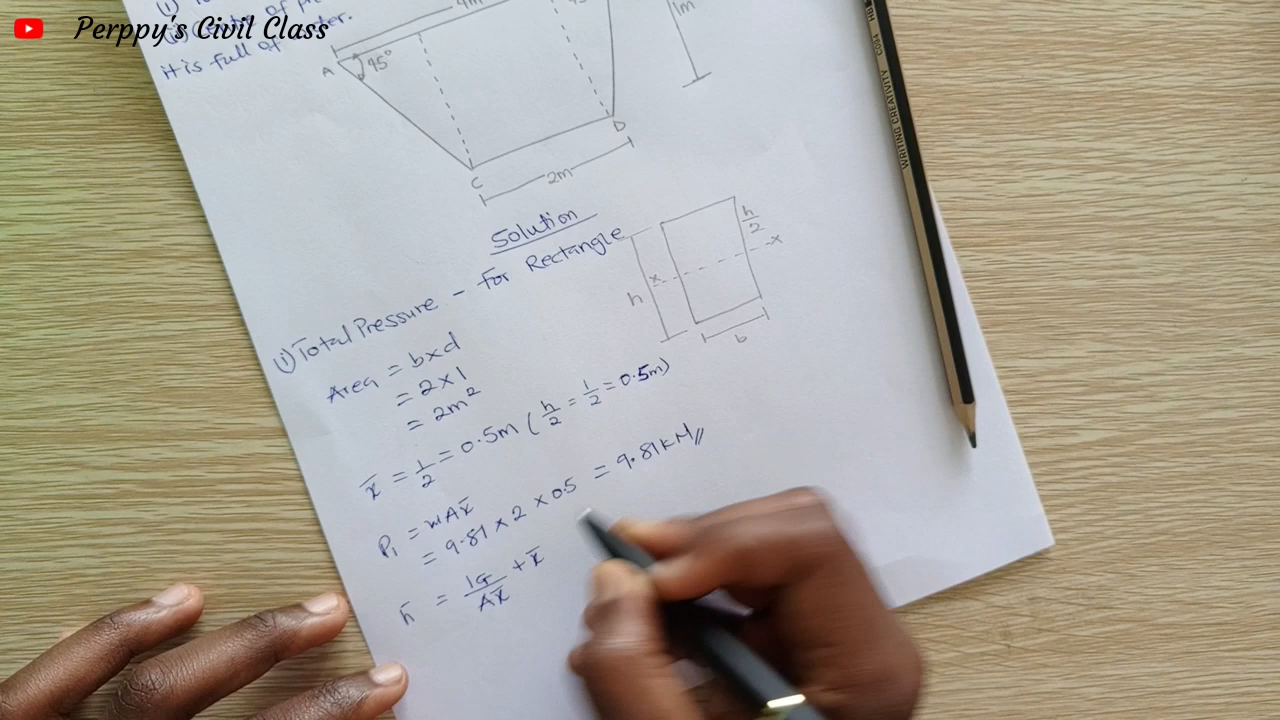 Perppy's Civil Class
it is full of
4m
45°
1m
A
D
C
2m
Solution
(i) Total Pressure - For Rectangle
h
x
h/2
x
b
Area = b×d
= 2×1
= 2m²
x̄ = 1/2 = 0.5m (h/2 = 1/2 = 0.5m)
P₁ = wAx̄
= 9.81 × 2 × 0.5 = 9.81KN//
h̄ = IG/Ax̄ + x̄
WRITING CREATIVITY